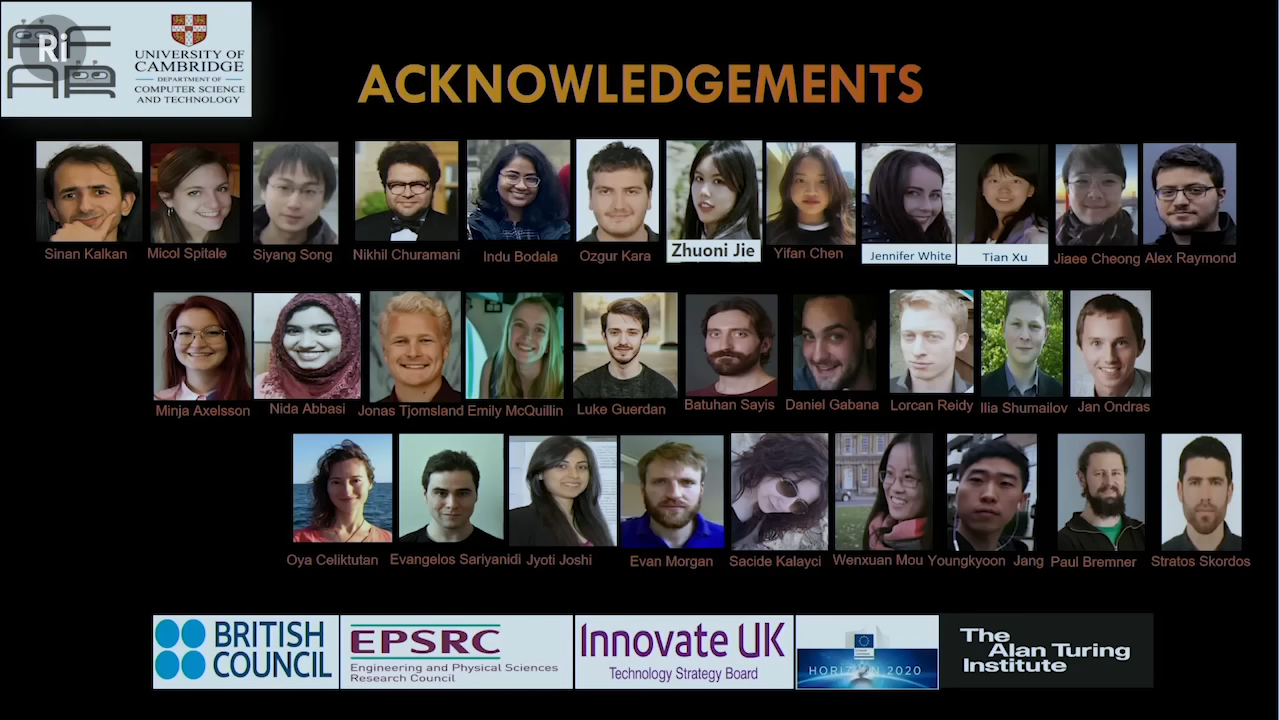 Ri
AFAR
UNIVERSITY OF
CAMBRIDGE
DEPARTMENT OF
COMPUTER SCIENCE
AND TECHNOLOGY
ACKNOWLEDGEMENTS
Sinan Kalkan Micol Spitale Siyang Song Nikhil Churamani Indu Bodala Ozgur Kara Zhuoni Jie Yifan Chen Jennifer White Tian Xu Jiaee Cheong Alex Raymond
Minja Axelsson Nida Abbasi Jonas Tjomsland Emily McQuillin Luke Guerdan Batuhan Sayis Daniel Gabana Lorcan Reidy Ilia Shumailov Jan Ondras
Oya Celiktutan Evangelos Sariyanidi Jyoti Joshi Evan Morgan Sacide Kalayci Wenxuan Mou Youngkyoon Jang Paul Bremner Stratos Skordos
BRITISH
COUNCIL
EPSRC
Engineering and Physical Sciences
Research Council
Innovate UK
Technology Strategy Board
HORIZON 2020
The
Alan Turing
Institute